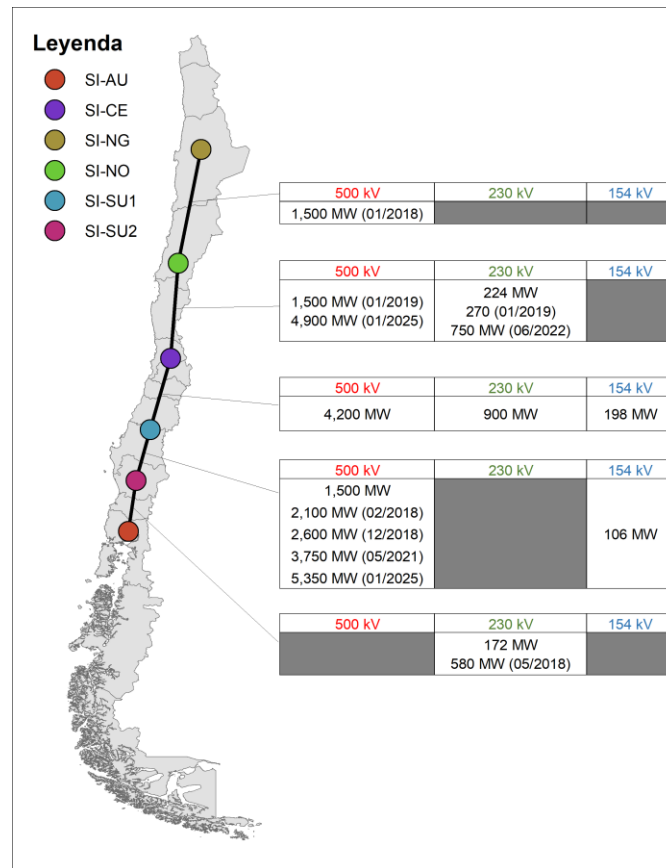 Leyenda
SI-AU
SI-CE
SI-NG
SI-NO
SI-SU1
SI-SU2
500 kV 230 kV 154 kV
1,500 MW (01/2018)
500 kV 230 kV 154 kV
1,500 MW (01/2019)
4,900 MW (01/2025)
224 MW
270 (01/2019)
750 MW (06/2022)
500 kV 230 kV 154 kV
4,200 MW 900 MW 198 MW
500 kV 230 kV 154 kV
1,500 MW
2,100 MW (02/2018)
2,600 MW (12/2018)
3,750 MW (05/2021)
5,350 MW (01/2025)
106 MW
500 kV 230 kV 154 kV
172 MW
580 MW (05/2018)